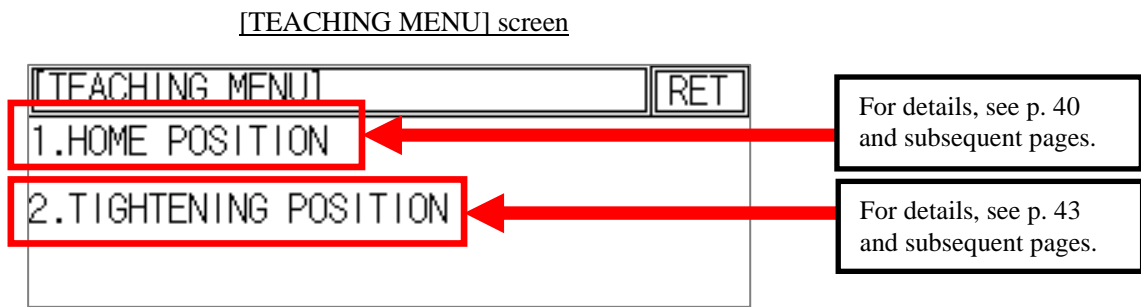 [TEACHING MENU] screen
[TEACHING MENU] RET
1.HOME POSITION
For details, see p. 40
and subsequent pages.
2.TIGHTENING POSITION
For details, see p. 43
and subsequent pages.